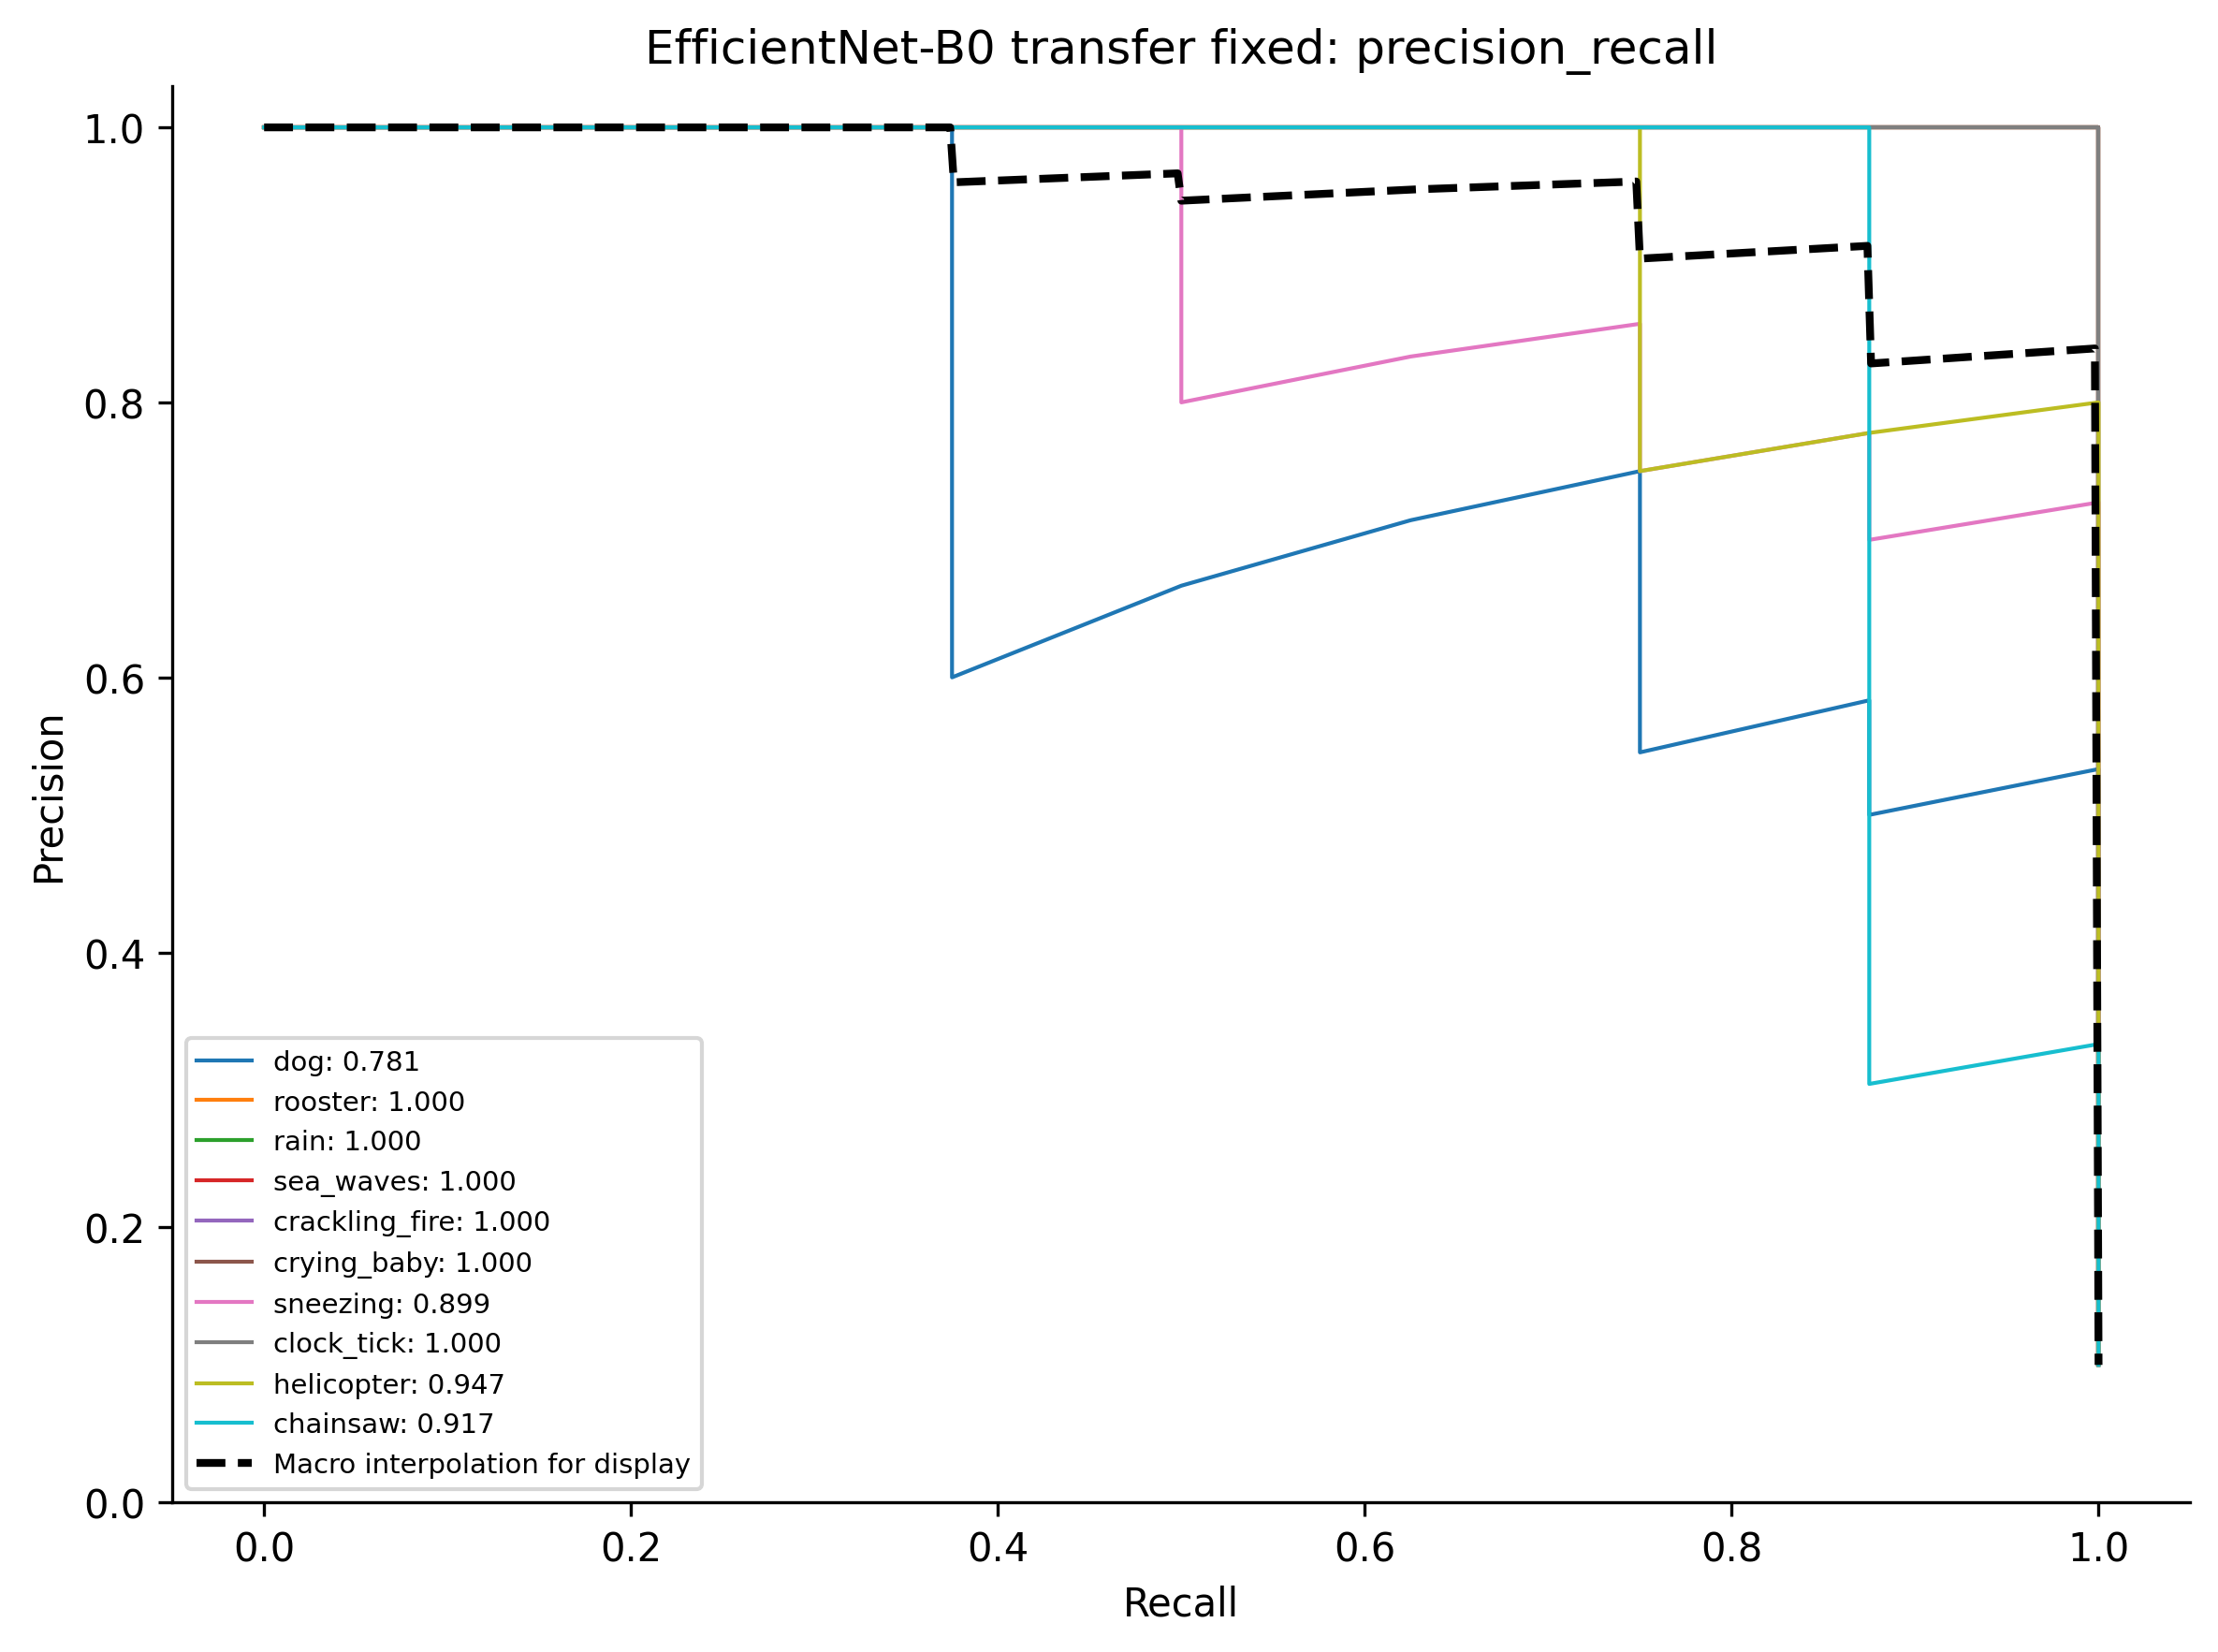 EfficientNet-B0 transfer fixed: precision_recall
1.0
0.8
0.6
0.4
0.2
0.0
Precision
dog: 0.781
rooster: 1.000
rain: 1.000
sea_waves: 1.000
crackling_fire: 1.000
crying_baby: 1.000
sneezing: 0.899
clock_tick: 1.000
helicopter: 0.947
chainsaw: 0.917
Macro interpolation for display
0.0 0.2 0.4 0.6 0.8 1.0
Recall